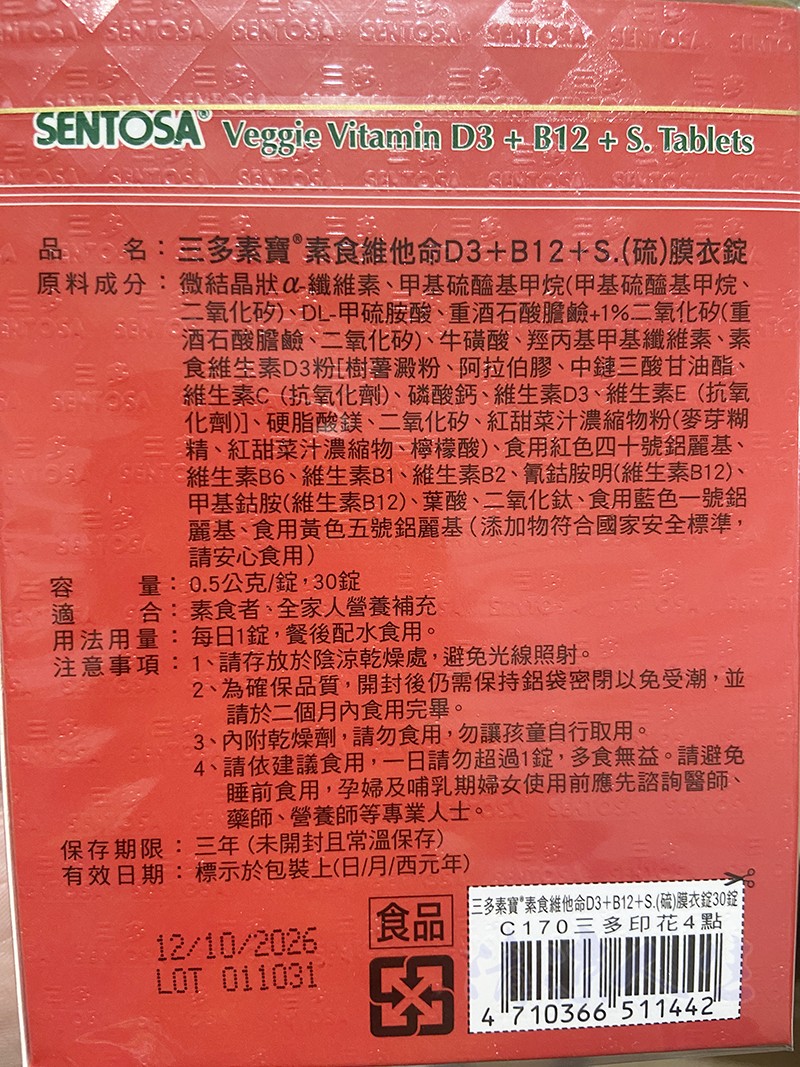 SENTOSA® Veggie Vitamin D3 + B12 + S. Tablets
品名：三多素寶®素食維他命D3+B12+S.(硫)膜衣錠
原料成分：微結晶狀α-纖維素、甲基硫醯基甲烷(甲基硫醯基甲烷、
二氧化矽)、DL-甲硫胺酸、重酒石酸膽鹼+1%二氧化矽(重
酒石酸膽鹼、二氧化矽)、牛磺酸、羥丙基甲基纖維素、素
食維生素D3粉[樹薯澱粉、阿拉伯膠、中鏈三酸甘油酯、
維生素C（抗氧化劑)、磷酸鈣、維生素D3、維生素E（抗氧
化劑)]、硬脂酸鎂、二氧化矽、紅甜菜汁濃縮物粉(麥芽糊
精、紅甜菜汁濃縮物、檸檬酸)、食用紅色四十號鋁麗基、
維生素B6、維生素B1、維生素B2、氰鈷胺明(維生素B12)、
甲基鈷胺(維生素B12)、葉酸、二氧化鈦、食用藍色一號鋁
麗基、食用黃色五號鋁麗基（添加物符合國家安全標準，
請安心食用）
容量：0.5公克/錠，30錠
適合：素食者、全家人營養補充
用法用量：每日1錠，餐後配水食用。
注意事項：1、請存放於陰涼乾燥處，避免光線照射。
2、為確保品質，開封後仍需保持鋁袋密閉以免受潮，並
請於二個月內食用完畢。
3、內附乾燥劑，請勿食用，勿讓孩童自行取用。
4、請依建議食用，一日請勿超過1錠，多食無益。請避免
睡前食用，孕婦及哺乳期婦女使用前應先諮詢醫師、
藥師、營養師等專業人士。
保存期限：三年（未開封且常溫保存）
有效日期：標示於包裝上(日/月/西元年）
12/10/2026
LOT 011031
食品
三多素寶®素食維他命D3+B12+S.(硫)膜衣錠30錠
C170三多印花4點
4 710366 511442